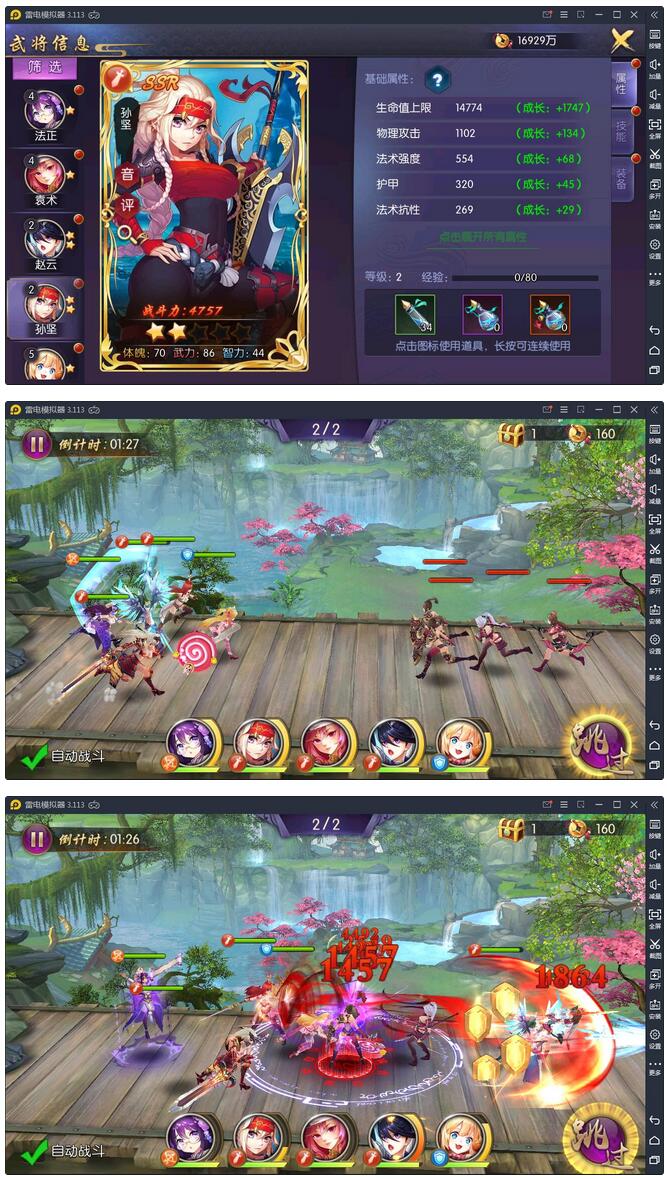 雷电模拟器 3.113
武将信息
16929万
筛选
4
法正
4
袁术
2
赵云
2
孙坚
5
SSR
孙坚
音
评
战斗力:4757
体魄: 70 武力: 86 智力: 44
基础属性: ?
生命值上限 14774 (成长: +1747)
物理攻击 1102 (成长: +134)
法术强度 554 (成长: +68)
护甲 320 (成长: +45)
法术抗性 269 (成长: +29)
点击展开所有属性
等级: 2 经验: 0/80
34 0 0
点击图标使用道具，长按可连续使用
属性
技能
装备
按键
加量
减量
全屏
截图
多开
安装
设置
更多
雷电模拟器 3.113
倒计时: 01:27
2/2
1
160
自动战斗
跳过
按键
加量
减量
全屏
截图
多开
安装
设置
更多
雷电模拟器 3.113
倒计时: 01:26
2/2
1
160
4492
1457
1457
1864
自动战斗
跳过
按键
加量
减量
全屏
截图
多开
安装
设置
更多